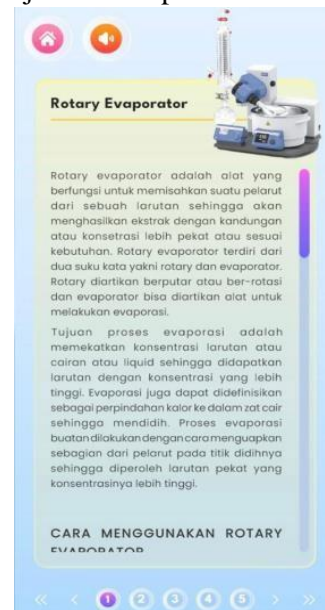 Rotary Evaporator
Rotary evaporator adalah alat yang
berfungsi untuk memisahkan suatu pelarut
dari sebuah larutan sehingga akan
menghasilkan ekstrak dengan kandungan
atau konsetrasi lebih pekat atau sesuai
kebutuhan. Rotary evaporator terdiri dari
dua suku kata yakni rotary dan evaporator.
Rotary diartikan berputar atau ber-rotasi
dan evaporator bisa diartikan alat untuk
melakukan evaporasi.
Tujuan proses evaporasi adalah
memekatkan konsentrasi larutan atau
cairan atau liquid sehingga didapatkan
larutan dengan konsentrasi yang lebih
tinggi. Evaporasi juga dapat didefinisikan
sebagai perpindahan kalor ke dalam zat cair
sehingga mendidih. Proses evaporasi
buatan dilakukan dengan cara menguapkan
sebagian dari pelarut pada titik didihnya
sehingga diperoleh larutan pekat yang
konsentrasinya lebih tinggi.
CARA MENGGUNAKAN ROTARY
EVAPORATOR
« < 1 2 3 4 5 > »